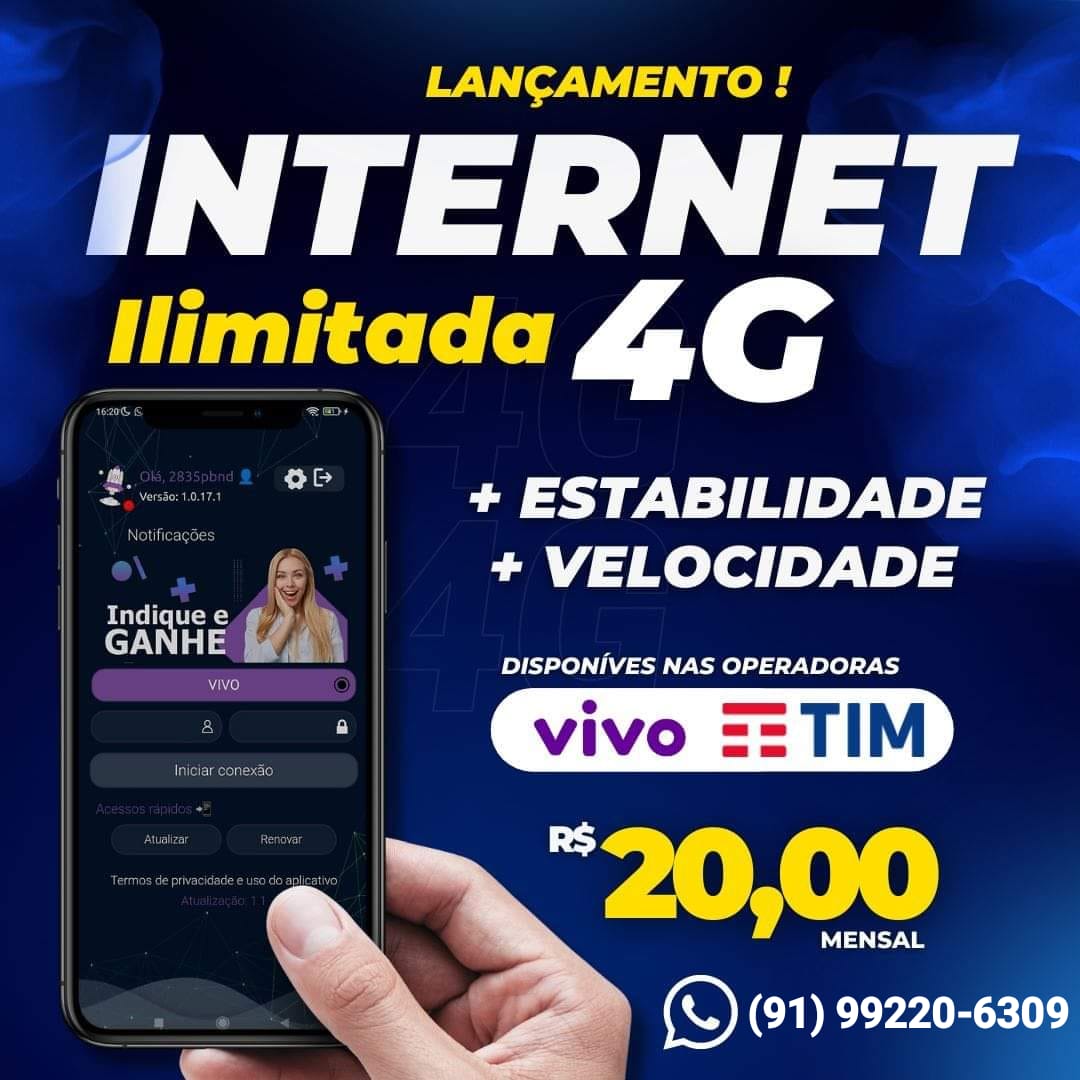 LANÇAMENTO !
INTERNET
Ilimitada 4G
4G
4G
16:20
Olá, 2835pbnd
Versão: 1.0.17.1
Notificações
Indique e
GANHE
VIVO
Iniciar conexão
Acessos rápidos
Atualizar Renovar
Termos de privacidade e uso do aplicativo
Atualização: 1.1
+ ESTABILIDADE
+ VELOCIDADE
DISPONÍVES NAS OPERADORAS
vivo TIM
R$ 20,00
MENSAL
(91) 99220-6309